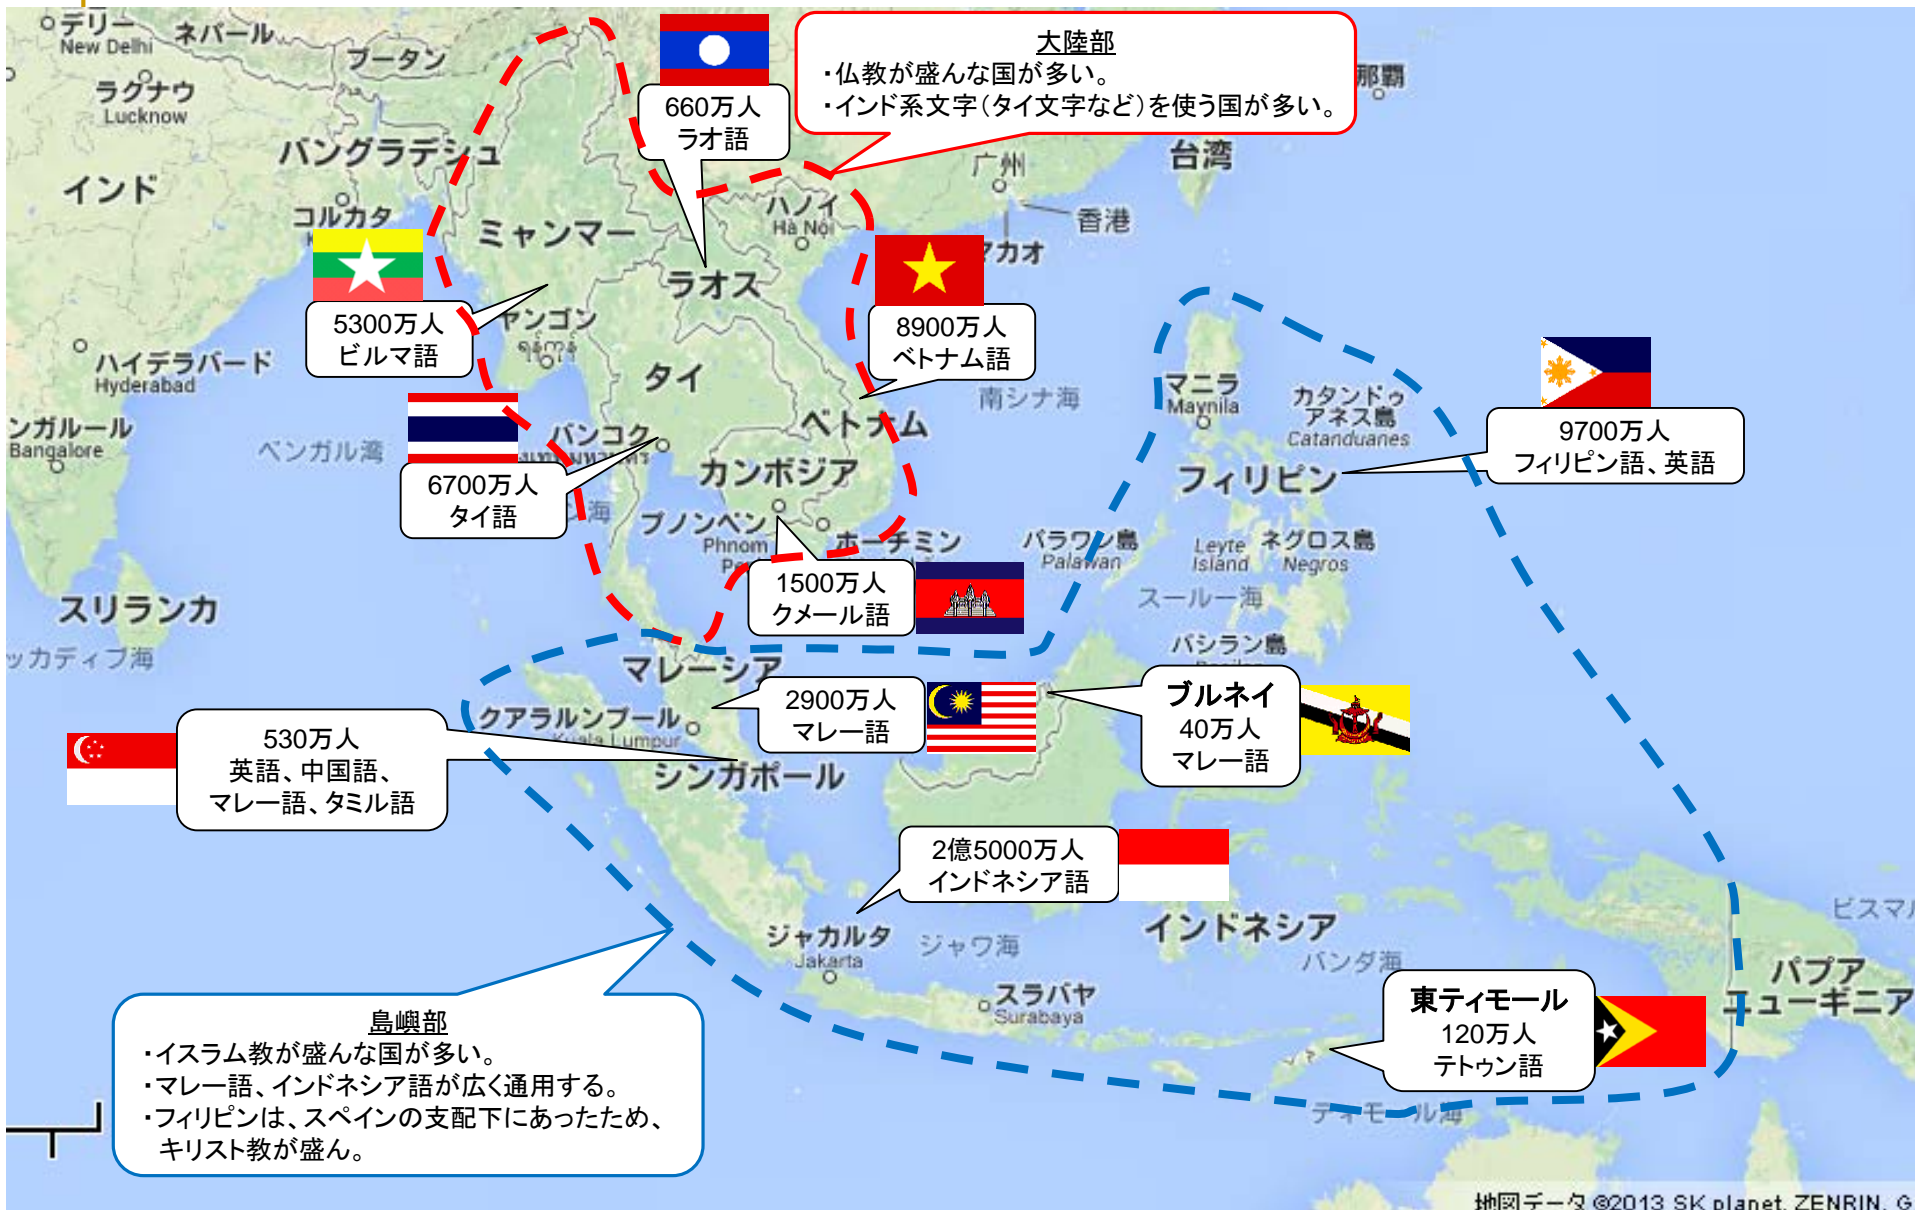 デリー
New Delhi
ネパール
ブータン
ラクナウ
Lucknow
バングラデシュ
インド
コルカタ
660万人
ラオ語
大陸部
・仏教が盛んな国が多い。
・インド系文字（タイ文字など）を使う国が多い。
那覇
台湾
广州
香港
マカオ
ハノイ
Hà Nội
ミャンマー
ラオス
5300万人
ビルマ語
ヤンゴン
ရန်ကုန်
8900万人
ベトナム語
ハイデラバード
Hyderabad
タイ
南シナ海
マニラ
Maynila
カタンドゥ
アネス島
Catanduanes
9700万人
フィリピン語、英語
ンガルール
Bangalore
ベンガル湾
バンコク
ベトナム
カンボジア
フィリピン
6700万人
タイ語
プノンペン
Phnom
ホーチミン
パラワン島
Palawan
Leyte
Island
ネグロス島
Negros
1500万人
クメール語
スールー海
スリランカ
ッカディブ海
バシラン島
マレーシア
2900万人
マレー語
ブルネイ
40万人
マレー語
クアラルンプール
Kuala Lumpur
530万人
英語、中国語、
マレー語、タミル語
シンガポール
2億5000万人
インドネシア語
ジャカルタ
Jakarta
ジャワ海
インドネシア
バンダ海
ビスマ
パプア
ニューギニア
スラバヤ
Surabaya
東ティモール
120万人
テトゥン語
ティモール海
島嶼部
・イスラム教が盛んな国が多い。
・マレー語、インドネシア語が広く通用する。
・フィリピンは、スペインの支配下にあったため、
キリスト教が盛ん。
地図データ ©2013 SK planet, ZENRIN, G